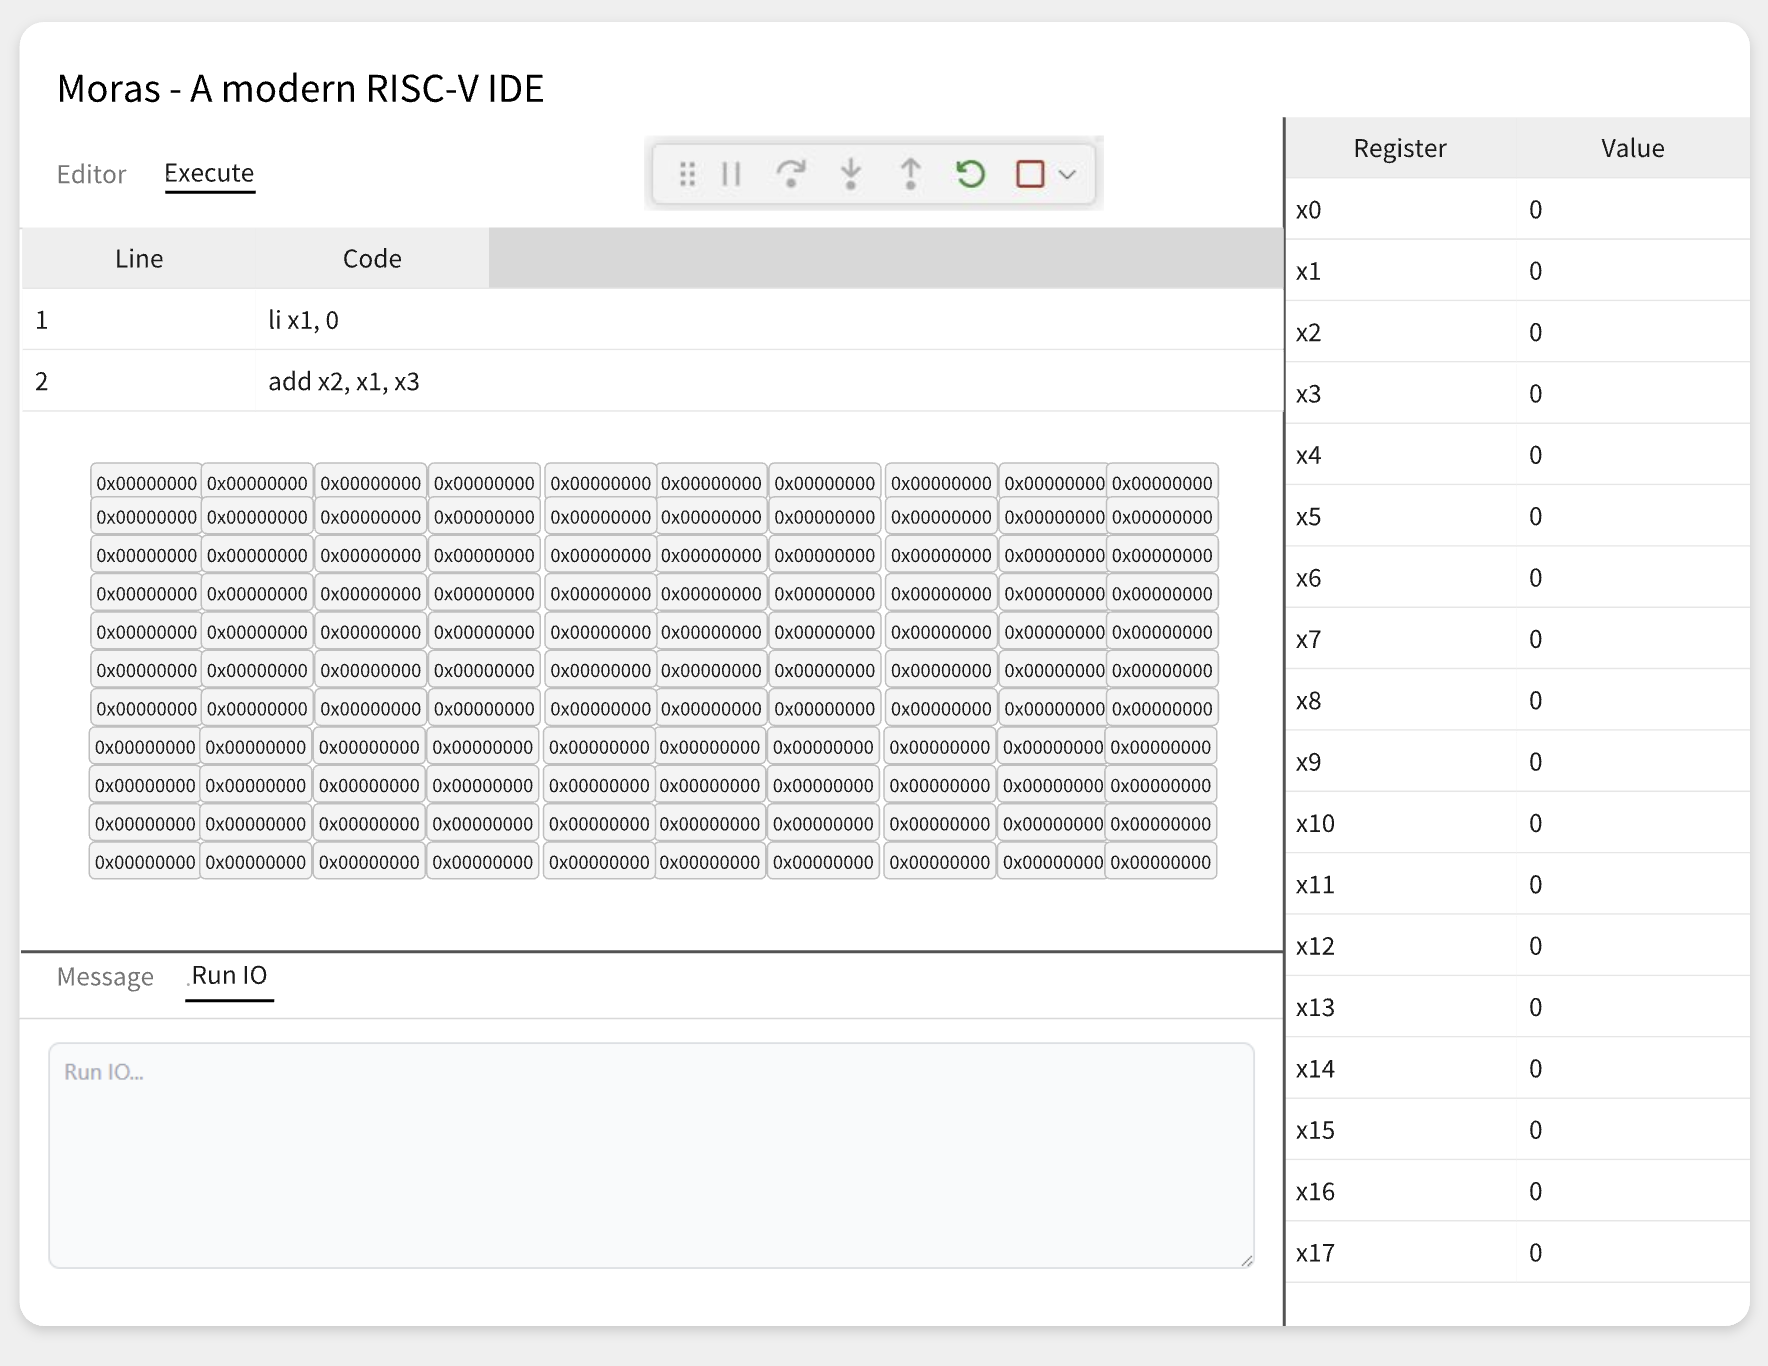 Moras - A modern RISC-V IDE
Editor Execute
Line Code
1 li x1, 0
2 add x2, x1, x3
0x00000000 0x00000000 0x00000000 0x00000000 0x00000000 0x00000000 0x00000000 0x00000000 0x00000000 0x00000000
0x00000000 0x00000000 0x00000000 0x00000000 0x00000000 0x00000000 0x00000000 0x00000000 0x00000000 0x00000000
0x00000000 0x00000000 0x00000000 0x00000000 0x00000000 0x00000000 0x00000000 0x00000000 0x00000000 0x00000000
0x00000000 0x00000000 0x00000000 0x00000000 0x00000000 0x00000000 0x00000000 0x00000000 0x00000000 0x00000000
0x00000000 0x00000000 0x00000000 0x00000000 0x00000000 0x00000000 0x00000000 0x00000000 0x00000000 0x00000000
0x00000000 0x00000000 0x00000000 0x00000000 0x00000000 0x00000000 0x00000000 0x00000000 0x00000000 0x00000000
0x00000000 0x00000000 0x00000000 0x00000000 0x00000000 0x00000000 0x00000000 0x00000000 0x00000000 0x00000000
0x00000000 0x00000000 0x00000000 0x00000000 0x00000000 0x00000000 0x00000000 0x00000000 0x00000000 0x00000000
0x00000000 0x00000000 0x00000000 0x00000000 0x00000000 0x00000000 0x00000000 0x00000000 0x00000000 0x00000000
0x00000000 0x00000000 0x00000000 0x00000000 0x00000000 0x00000000 0x00000000 0x00000000 0x00000000 0x00000000
0x00000000 0x00000000 0x00000000 0x00000000 0x00000000 0x00000000 0x00000000 0x00000000 0x00000000 0x00000000
Message Run IO
Run IO...
Register Value
x0 0
x1 0
x2 0
x3 0
x4 0
x5 0
x6 0
x7 0
x8 0
x9 0
x10 0
x11 0
x12 0
x13 0
x14 0
x15 0
x16 0
x17 0